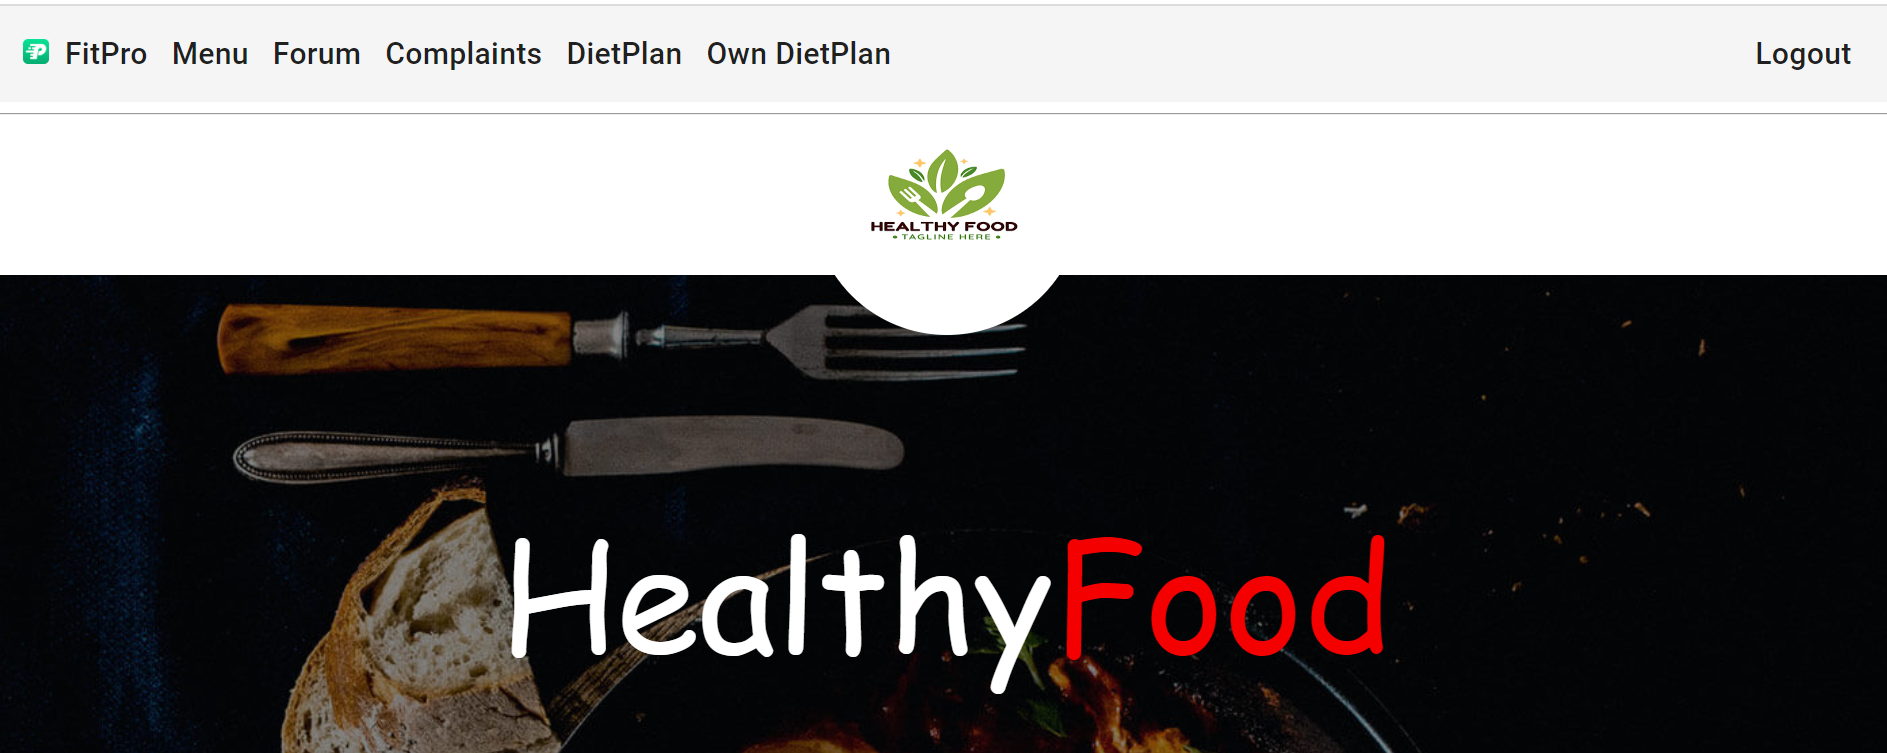 FitPro Menu Forum Complaints DietPlan Own DietPlan Logout
HEALTHY FOOD
• TAGLINE HERE •
HealthyFood